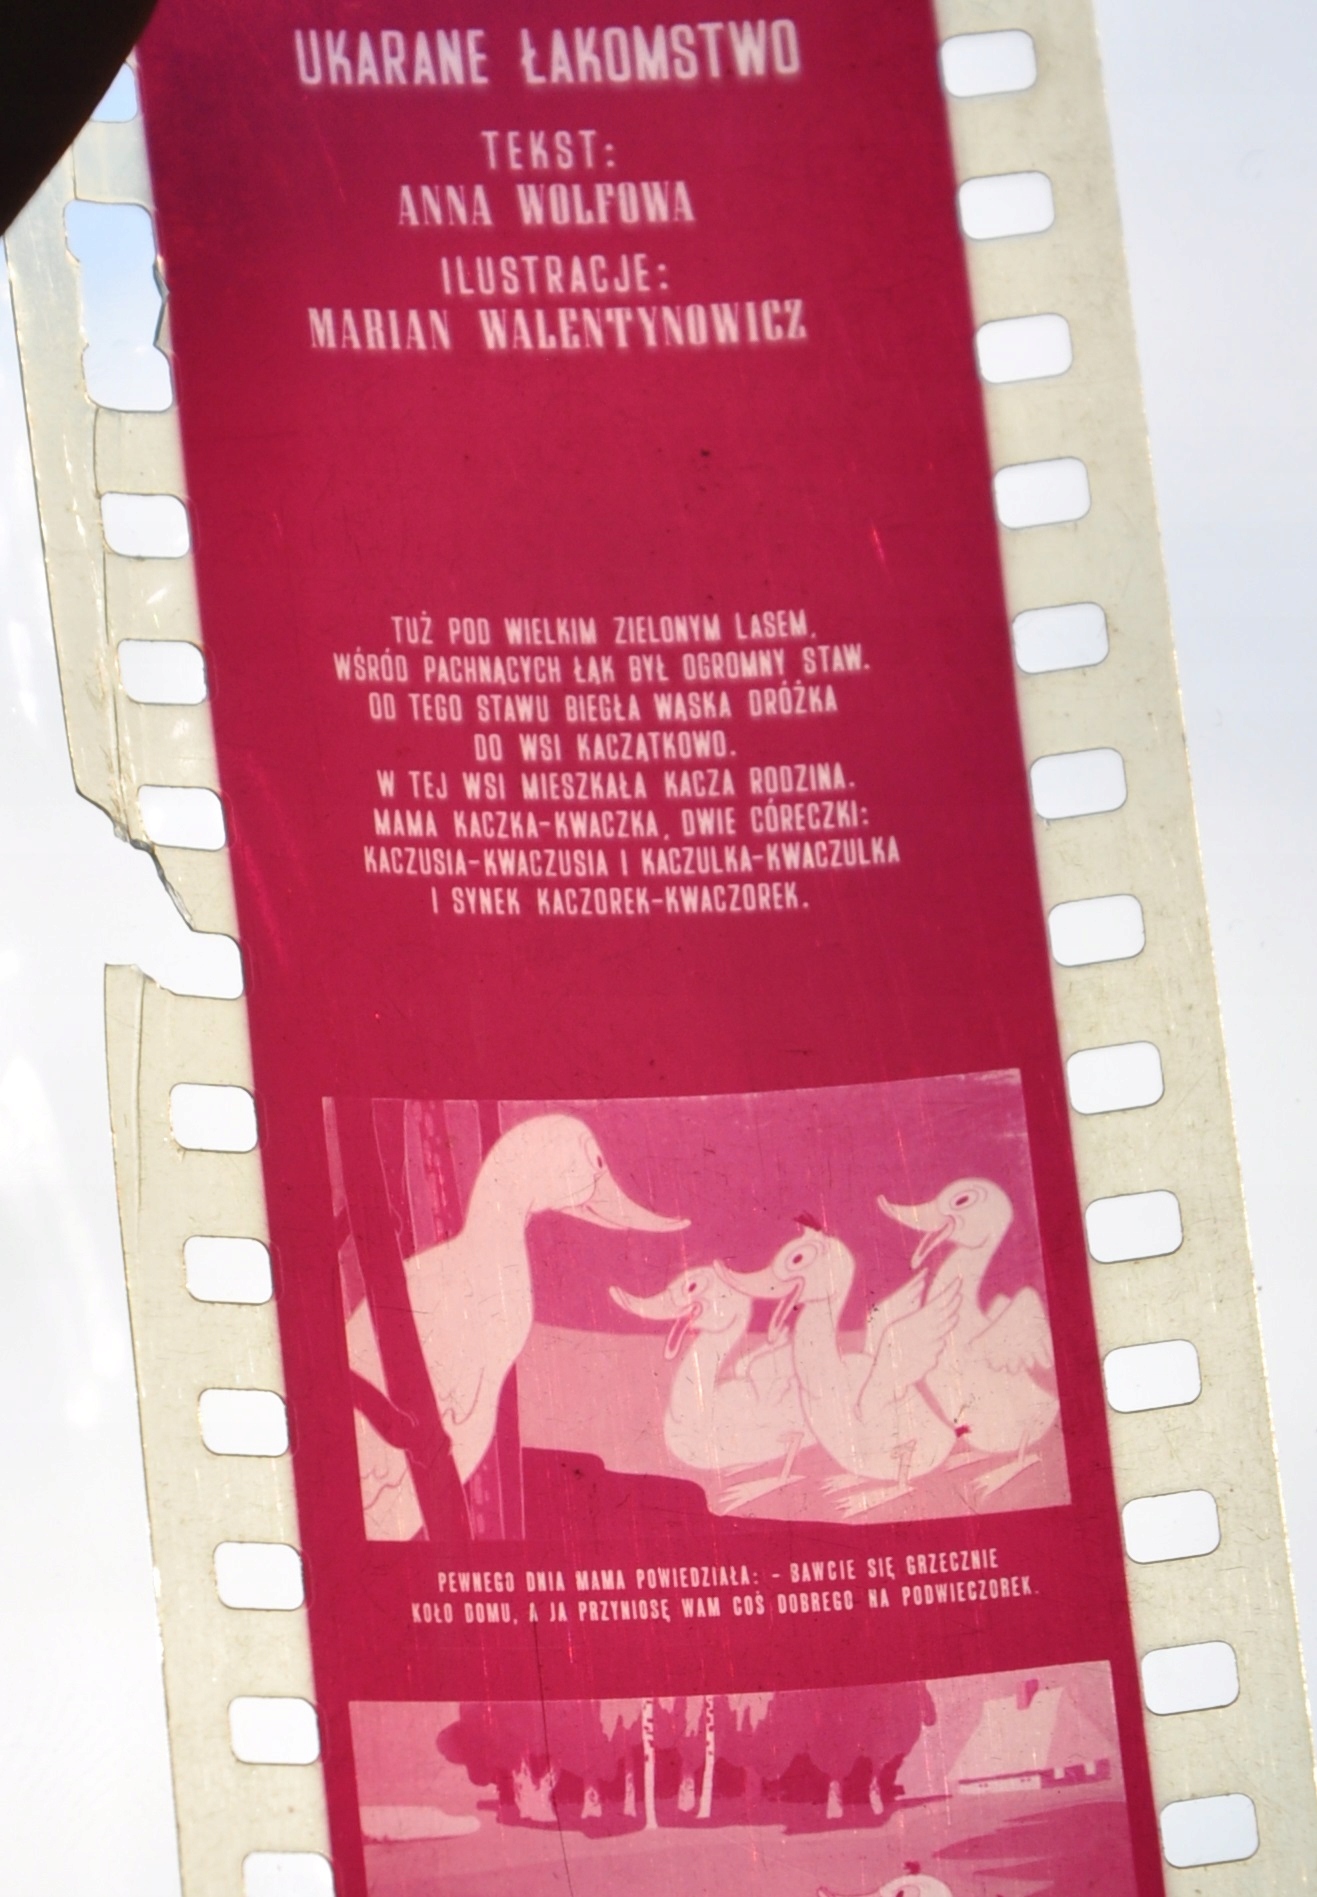 UKARANE ŁAKOMSTWO
TEKST:
ANNA WOLFOWA
ILUSTRACJE:
MARIAN WALENTYNOWICZ
TUŻ POD WIELKIM ZIELONYM LASEM,
WŚRÓD PACHNĄCYCH ŁĄK BYŁ OGROMNY STAW.
OD TEGO STAWU BIEGŁA WĄSKA DRÓŻKA
DO WSI KACZĄTKOWO.
W TEJ WSI MIESZKAŁA KACZA RODZINA.
MAMA KACZKA-KWACZKA, DWIE CÓRECZKI:
KACZUSIA-KWACZUSIA I KACZULKA-KWACZULKA
I SYNEK KACZOREK-KWACZOREK.
PEWNEGO DNIA MAMA POWIEDZIAŁA: - BAWCIE SIĘ GRZECZNIE
KOŁO DOMU, A JA PRZYNIOSĘ WAM COŚ DOBREGO NA PODWIECZOREK.